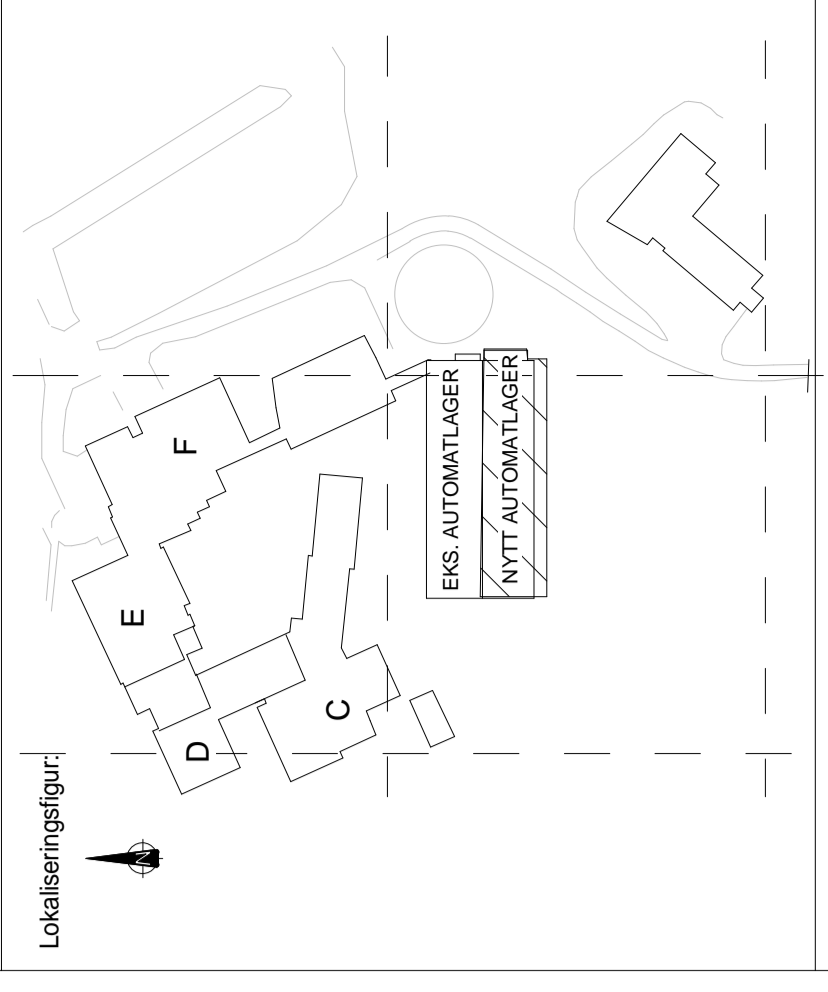 Lokaliseringsfigur:
N
D
E
F
C
EKS. AUTOMATLAGER
NYTT AUTOMATLAGER